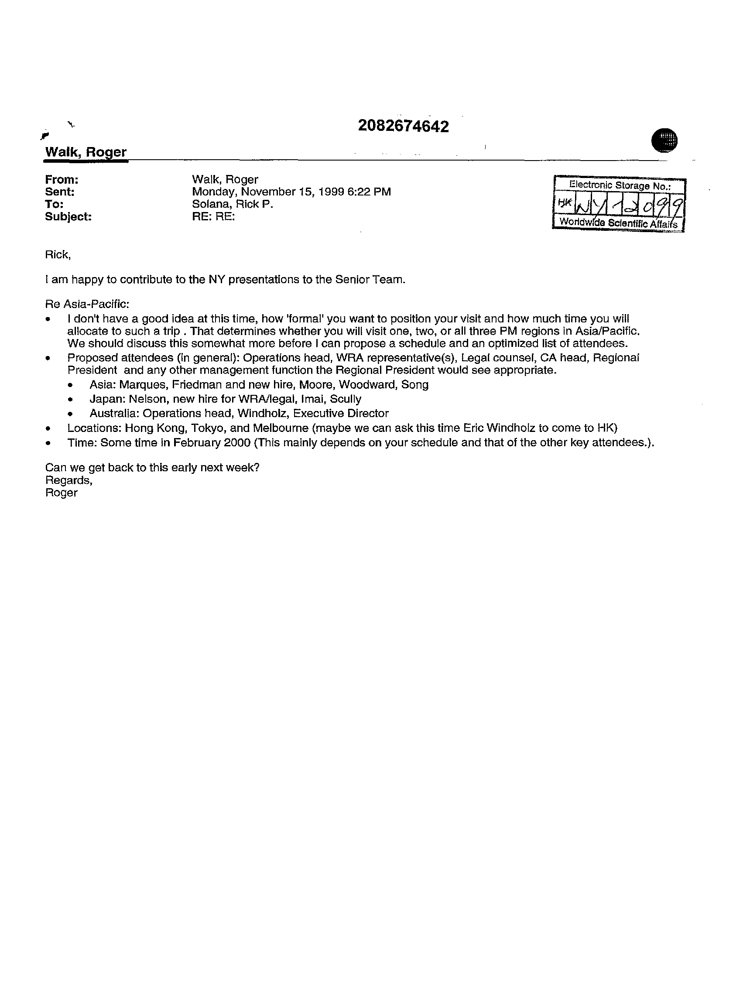 2082674642
Walk, Roger
From: Walk, Roger
Sent: Monday, November 15, 1999 6:22 PM
To: Solana, Rick P.
Subject: RE: RE:
Electronic Storage No.:
HK NY 12099
Worldwide Scientific Affairs
Rick,
I am happy to contribute to the NY presentations to the Senior Team.
Re Asia-Pacific:
• I don't have a good idea at this time, how 'formal' you want to position your visit and how much time you will
allocate to such a trip . That determines whether you will visit one, two, or all three PM regions in Asia/Pacific.
We should discuss this somewhat more before I can propose a schedule and an optimized list of attendees.
• Proposed attendees (in general): Operations head, WRA representative(s), Legal counsel, CA head, Regional
President and any other management function the Regional President would see appropriate.
• Asia: Marques, Friedman and new hire, Moore, Woodward, Song
• Japan: Nelson, new hire for WRA/legal, Imai, Scully
• Australia: Operations head, Windholz, Executive Director
• Locations: Hong Kong, Tokyo, and Melbourne (maybe we can ask this time Eric Windholz to come to HK)
• Time: Some time in February 2000 (This mainly depends on your schedule and that of the other key attendees.).
Can we get back to this early next week?
Regards,
Roger